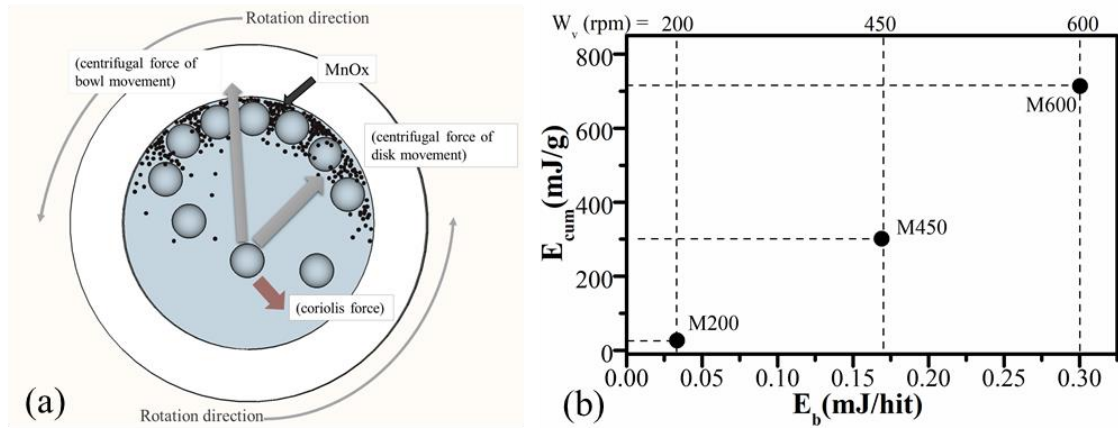 Rotation direction
(centrifugal force of
bowl movement)
MnOx
(centrifugal force of
disk movement)
(coriolis force)
(a)
Rotation direction
W_v (rpm) = 200 450 600
800
600
400
200
0
E_cum (mJ/g)
M600
M450
M200
0.00 0.05 0.10 0.15 0.20 0.25 0.30
(b)
E_b(mJ/hit)